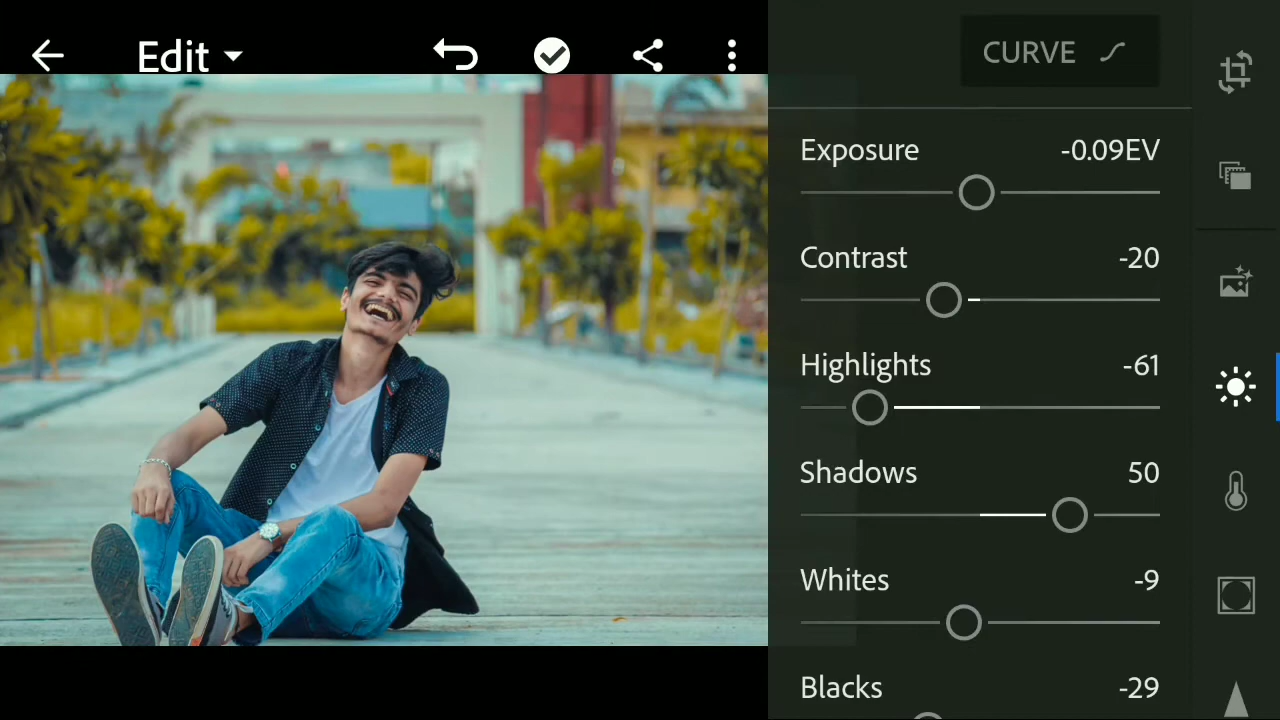 Edit
CURVE
Exposure -0.09EV
Contrast -20
Highlights -61
Shadows 50
Whites -9
Blacks -29